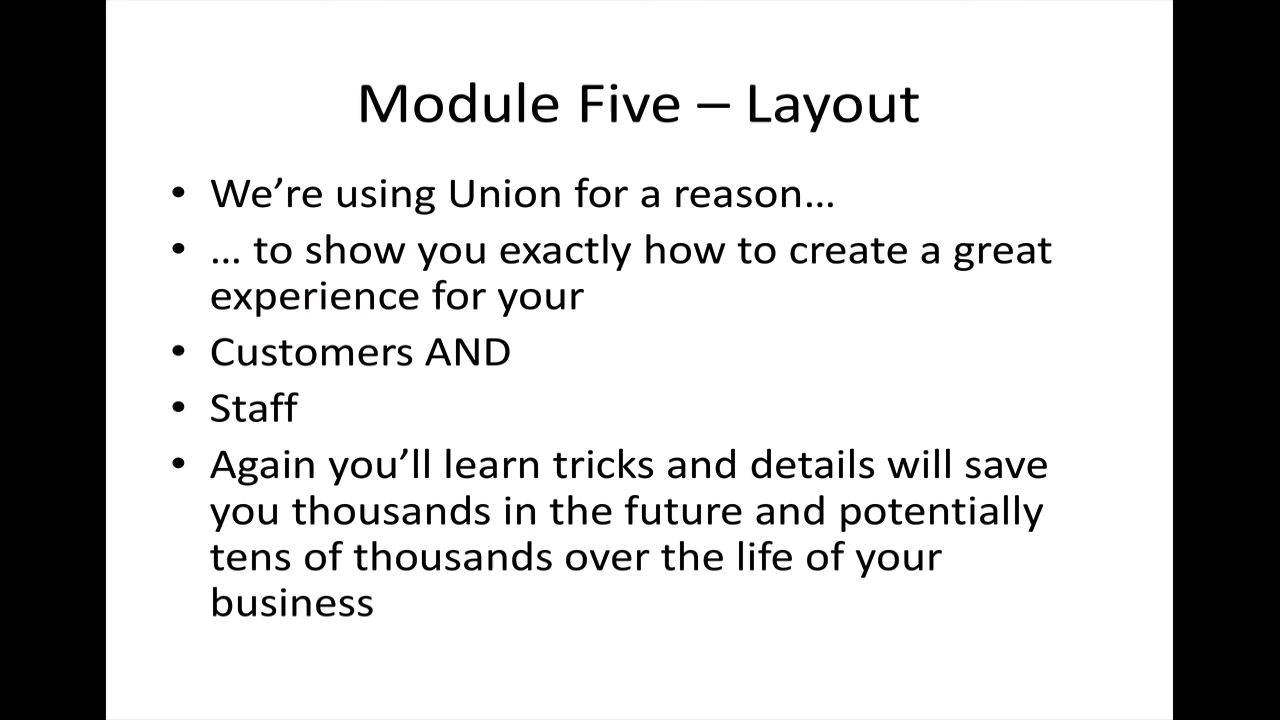 Module Five – Layout
• We’re using Union for a reason…
• … to show you exactly how to create a great
experience for your
• Customers AND
• Staff
• Again you’ll learn tricks and details will save
you thousands in the future and potentially
tens of thousands over the life of your
business